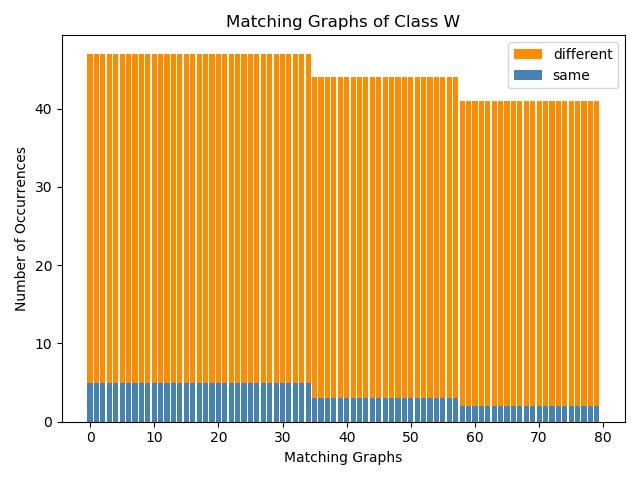 Matching Graphs of Class W
different
same
Number of Occurrences
40
30
20
10
0
0 10 20 30 40 50 60 70 80
Matching Graphs